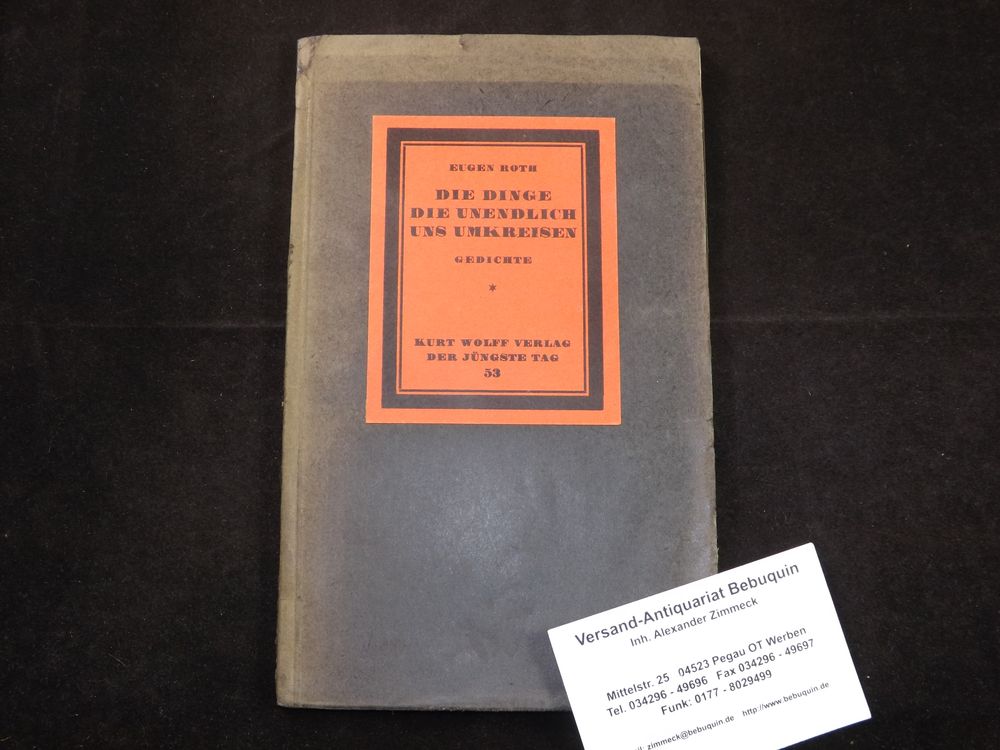 EUGEN ROTH
DIE DINGE
DIE UNENDLICH
UNS UMKREISEN
GEDICHTE
*
KURT WOLFF VERLAG
DER JÜNGSTE TAG
53
Versand-Antiquariat Bebuquin
Inh. Alexander Zimmeck
Mittelstr. 25 04523 Pegau OT Werben
Tel. 034296 - 49696 Fax 034296 - 49697
Funk: 0177 - 8029499
zimmeck@bebuquin.de http://www.bebuquin.de